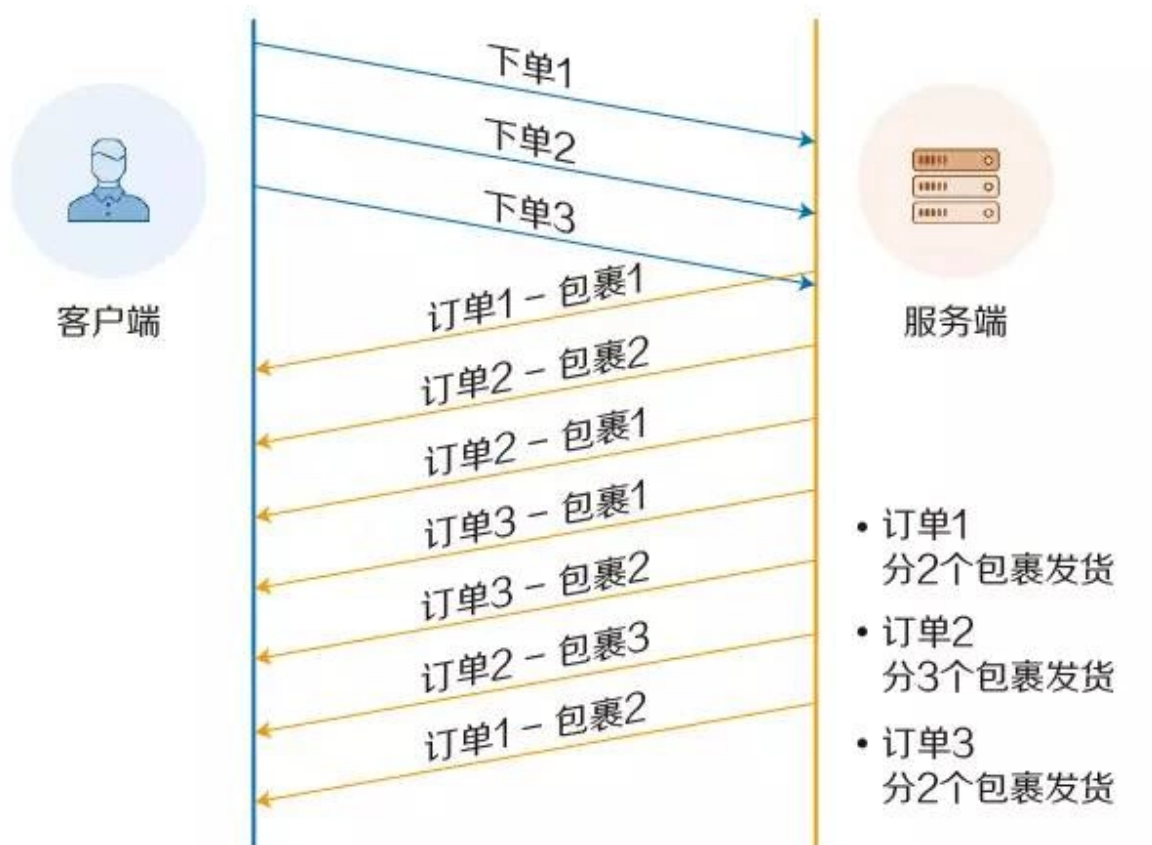 下单1
下单2
下单3
客户端
服务端
订单1 – 包裹1
订单2 – 包裹2
订单2 – 包裹1
订单3 – 包裹1
订单3 – 包裹2
订单2 – 包裹3
订单1 – 包裹2
• 订单1
分2个包裹发货
• 订单2
分3个包裹发货
• 订单3
分2个包裹发货